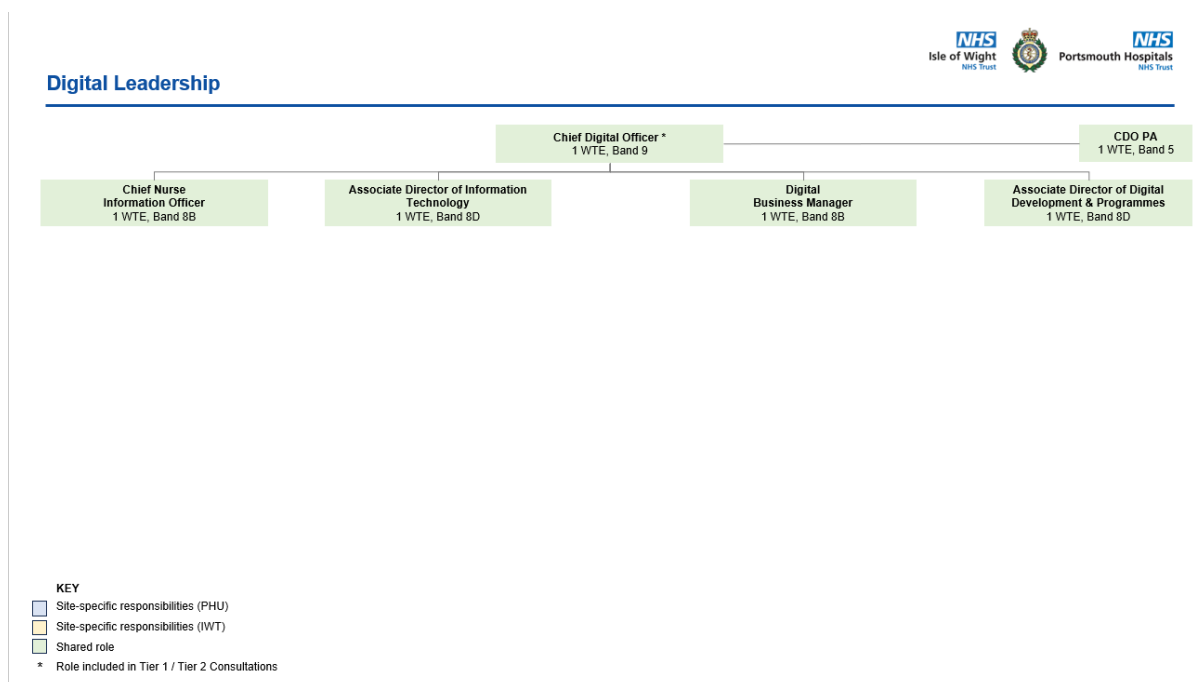 NHS
Isle of Wight
NHS Trust
NHS
Portsmouth Hospitals
NHS Trust
Digital Leadership
Chief Digital Officer *
1 WTE, Band 9
CDO PA
1 WTE, Band 5
Chief Nurse
Information Officer
1 WTE, Band 8B
Associate Director of Information
Technology
1 WTE, Band 8D
Digital
Business Manager
1 WTE, Band 8B
Associate Director of Digital
Development & Programmes
1 WTE, Band 8D
KEY
Site-specific responsibilities (PHU)
Site-specific responsibilities (IWT)
Shared role
* Role included in Tier 1 / Tier 2 Consultations